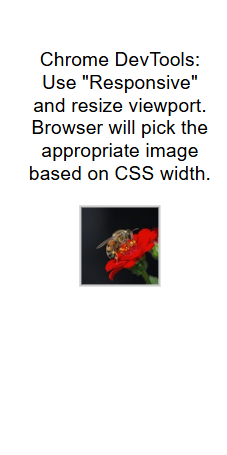 Chrome DevTools:
Use "Responsive"
and resize viewport.
Browser will pick the
appropriate image
based on CSS width.